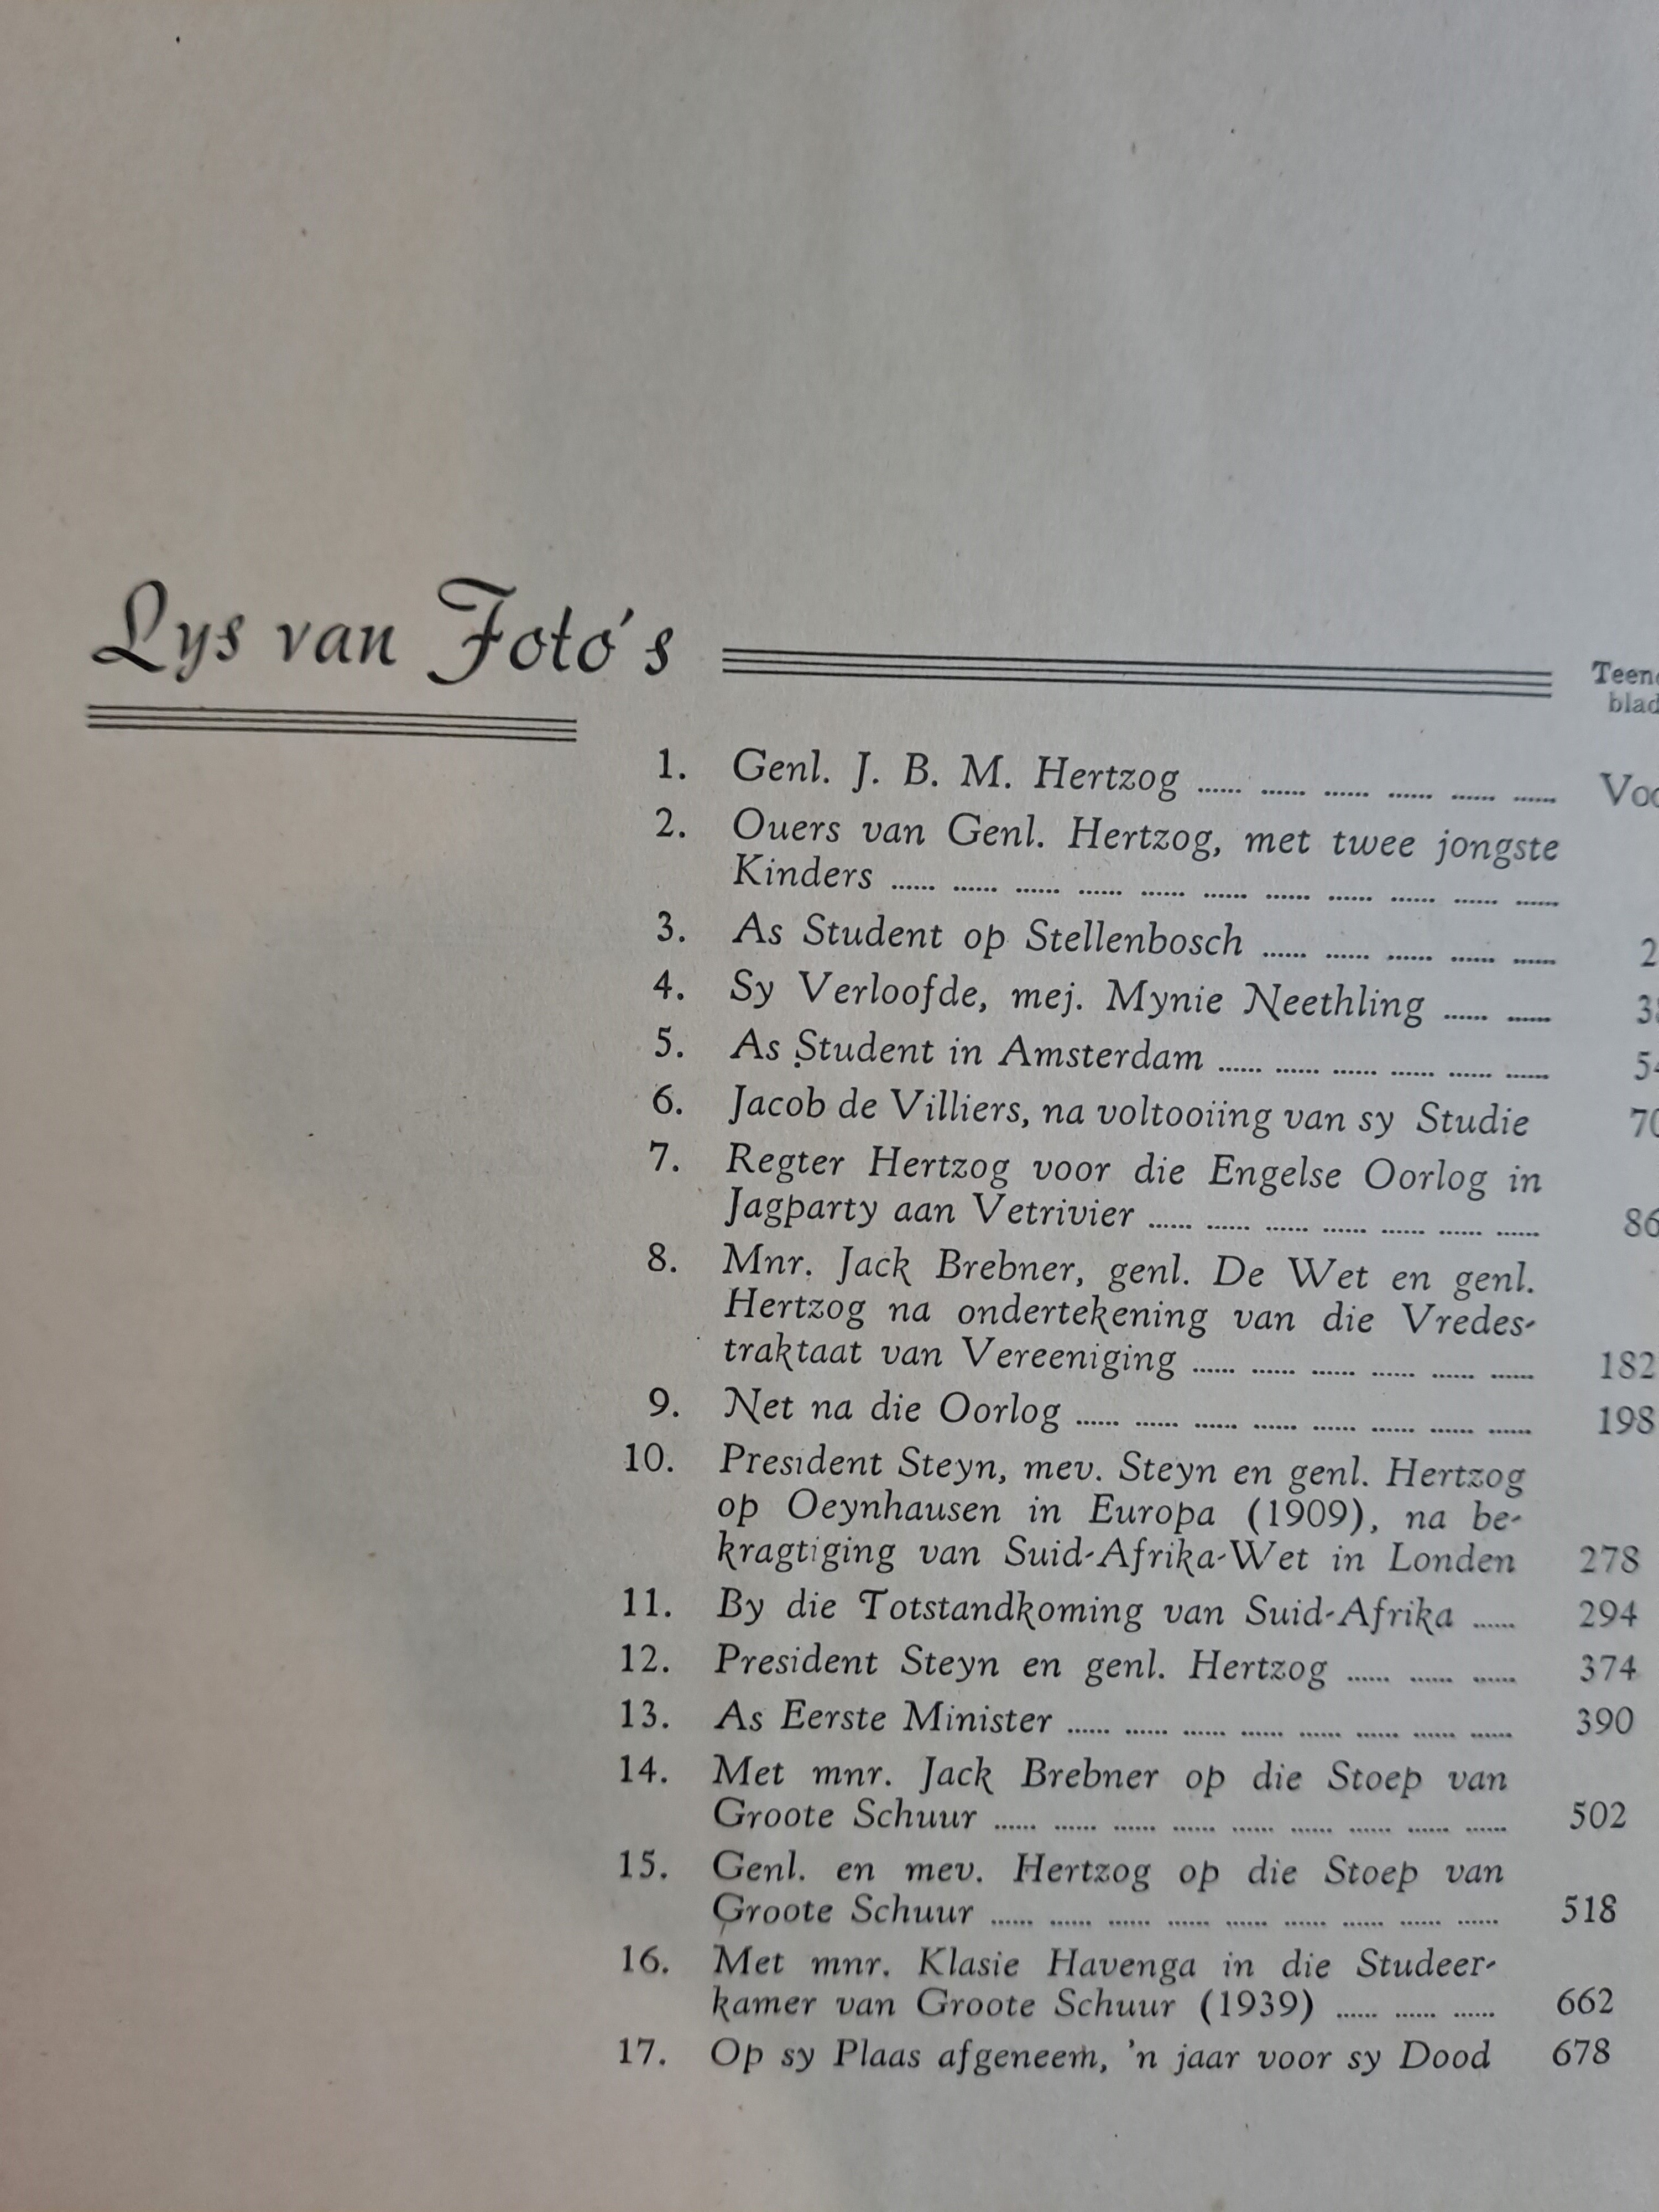 Lys van Foto's
1. Genl. J. B. M. Hertzog ...... ...... ...... ...... ...... ......
2. Ouers van Genl. Hertzog, met twee jongste
Kinders ...... ...... ...... ...... ...... ...... ...... ...... ...... ...... ......
3. As Student op Stellenbosch ...... ...... ...... ...... ......
4. Sy Verloofde, mej. Mynie Neethling ...... ......
5. As Student in Amsterdam ...... ...... ...... ...... ...... ......
6. Jacob de Villiers, na voltooiing van sy Studie
7. Regter Hertzog voor die Engelse Oorlog in
Jagparty aan Vetrivier ...... ...... ...... ...... ...... ...... ...... 86
8. Mnr. Jack Brebner, genl. De Wet en genl.
Hertzog na ondertekening van die Vredes-
traktaat van Vereeniging ...... ...... ...... ...... ...... ...... 182
9. Net na die Oorlog ...... ...... ...... ...... ...... ...... ...... ...... 198
10. President Steyn, mev. Steyn en genl. Hertzog
op Oeynhausen in Europa (1909), na be-
kragtiging van Suid-Afrika-Wet in Londen 278
11. By die Totstandkoming van Suid-Afrika ...... 294
12. President Steyn en genl. Hertzog ...... ...... ...... 374
13. As Eerste Minister ...... ...... ...... ...... ...... ...... ...... ...... 390
14. Met mnr. Jack Brebner op die Stoep van
Groote Schuur ...... ...... ...... ...... ...... ...... ...... ...... ...... 502
15. Genl. en mev. Hertzog op die Stoep van
Groote Schuur ...... ...... ...... ...... ...... ...... ...... ...... ...... 518
16. Met mnr. Klasie Havenga in die Studeer-
kamer van Groote Schuur (1939) ...... ...... ...... 662
17. Op sy Plaas afgeneem, 'n jaar voor sy Dood 678